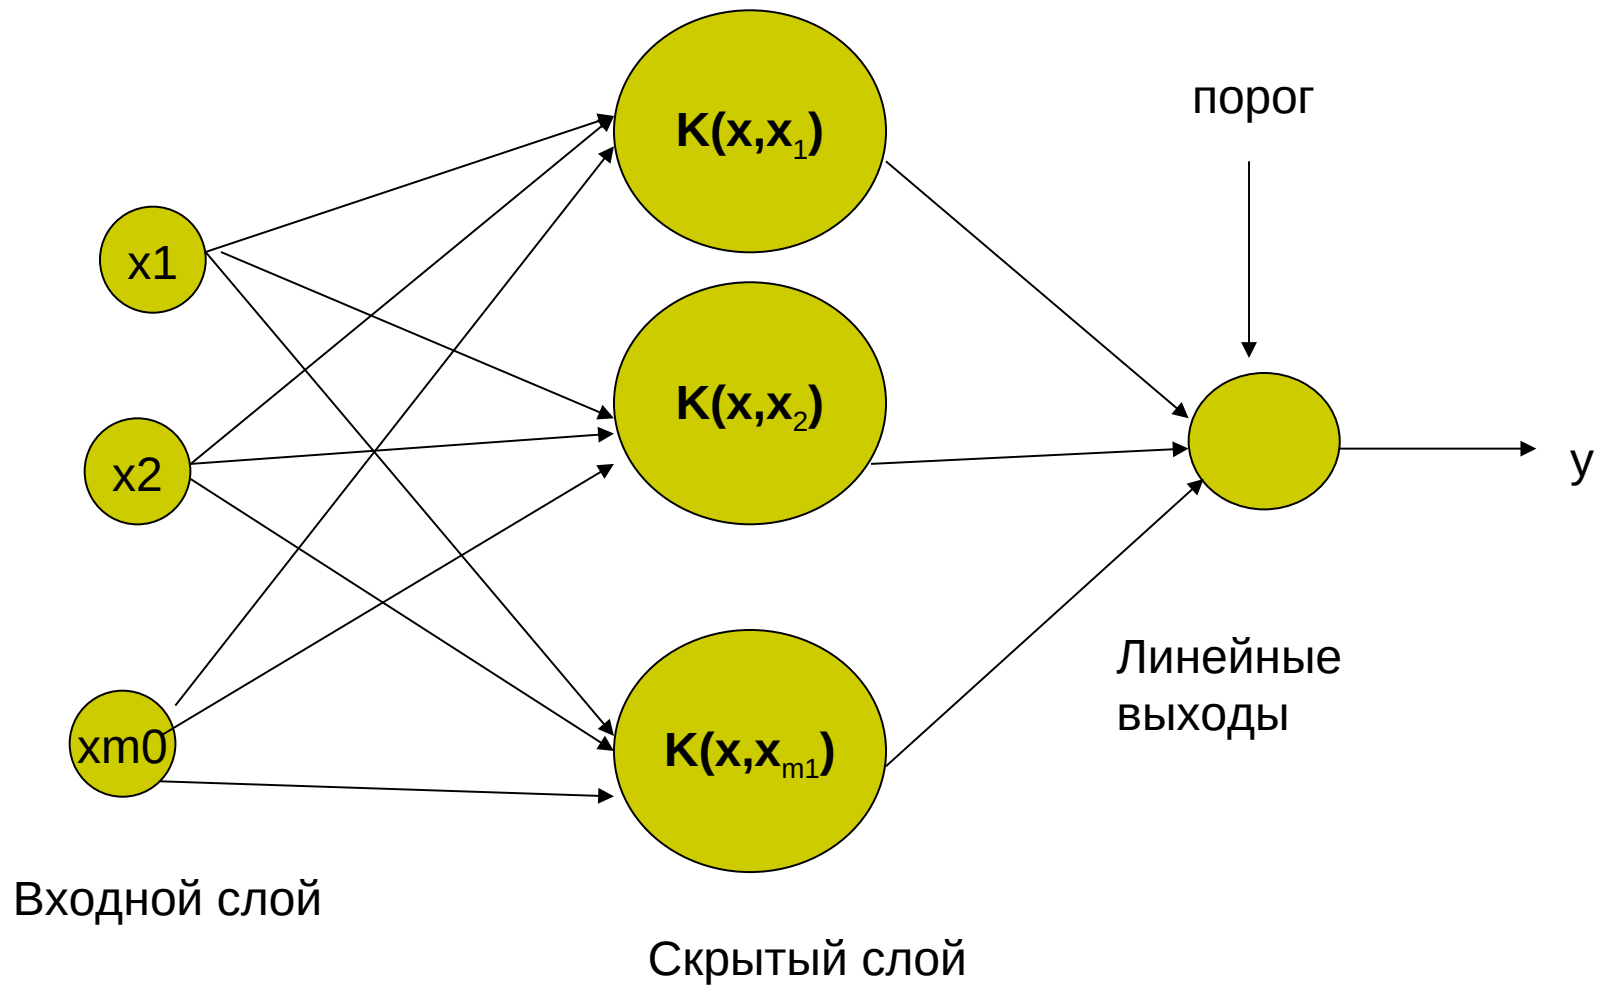 K(x,x1)
порог
x1
K(x,x2)
x2
y
Линейные
выходы
xm0
K(x,xm1)
Входной слой
Скрытый слой